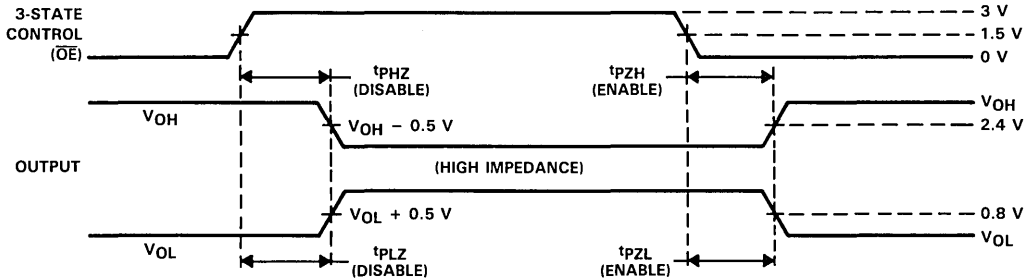 3-STATE
CONTROL
(OE)
3 V
1.5 V
0 V
tPHZ
(DISABLE)
tPZH
(ENABLE)
VOH
VOH − 0.5 V
VOH
2.4 V
OUTPUT
(HIGH IMPEDANCE)
VOL + 0.5 V
0.8 V
VOL
VOL
tPLZ
(DISABLE)
tPZL
(ENABLE)